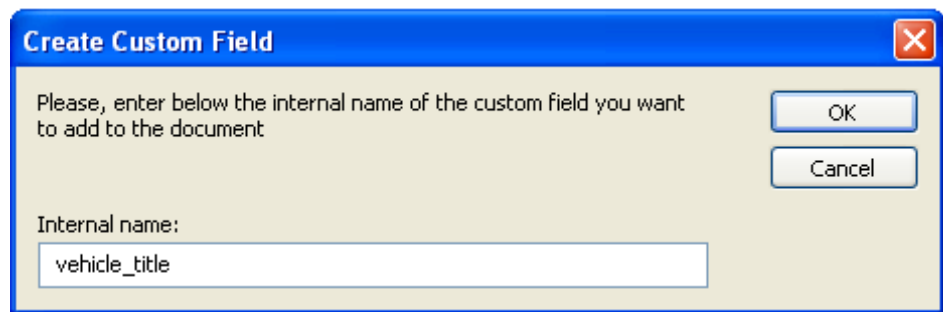 Create Custom Field
Please, enter below the internal name of the custom field you want
to add to the document
OK
Cancel
Internal name:
vehicle_title